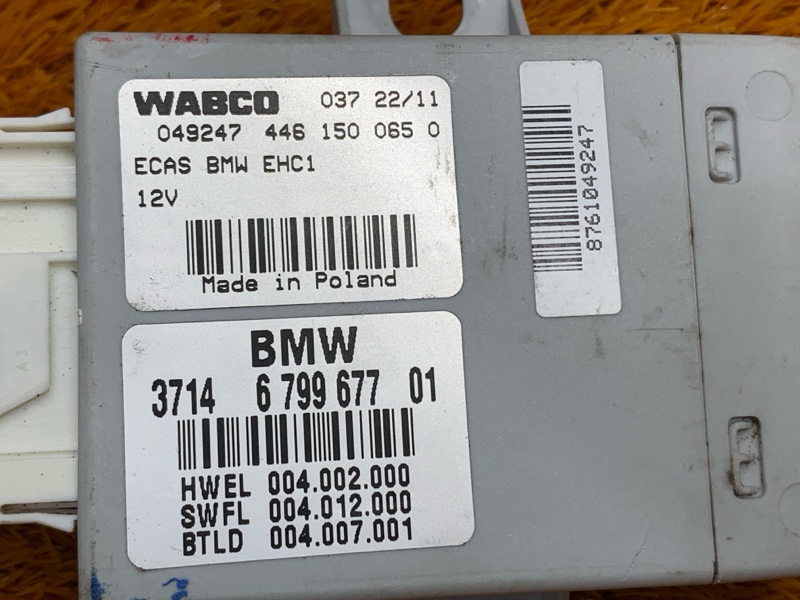 WABCO 037 22/11
049247 446 150 065 0
ECAS BMW EHC1
12V
Made in Poland
8761049247
BMW
3714 6 799 677 01
HWEL 004.002.000
SWFL 004.012.000
BTLD 004.007.001
A3